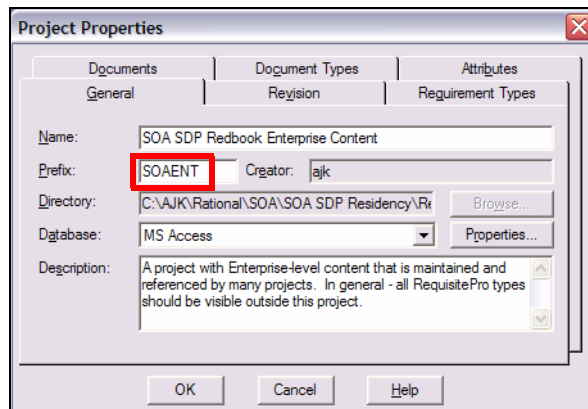 Project Properties
Documents Document Types Attributes
General Revision Requirement Types
Name: SOA SDP Redbook Enterprise Content
Prefix: SOAENT Creator: ajk
Directory: C:\AJK\Rational\SOA\SOA SDP Residency\Re Browse...
Database: MS Access Properties...
Description: A project with Enterprise-level content that is maintained and
referenced by many projects. In general - all RequisitePro types
should be visible outside this project.
OK Cancel Help